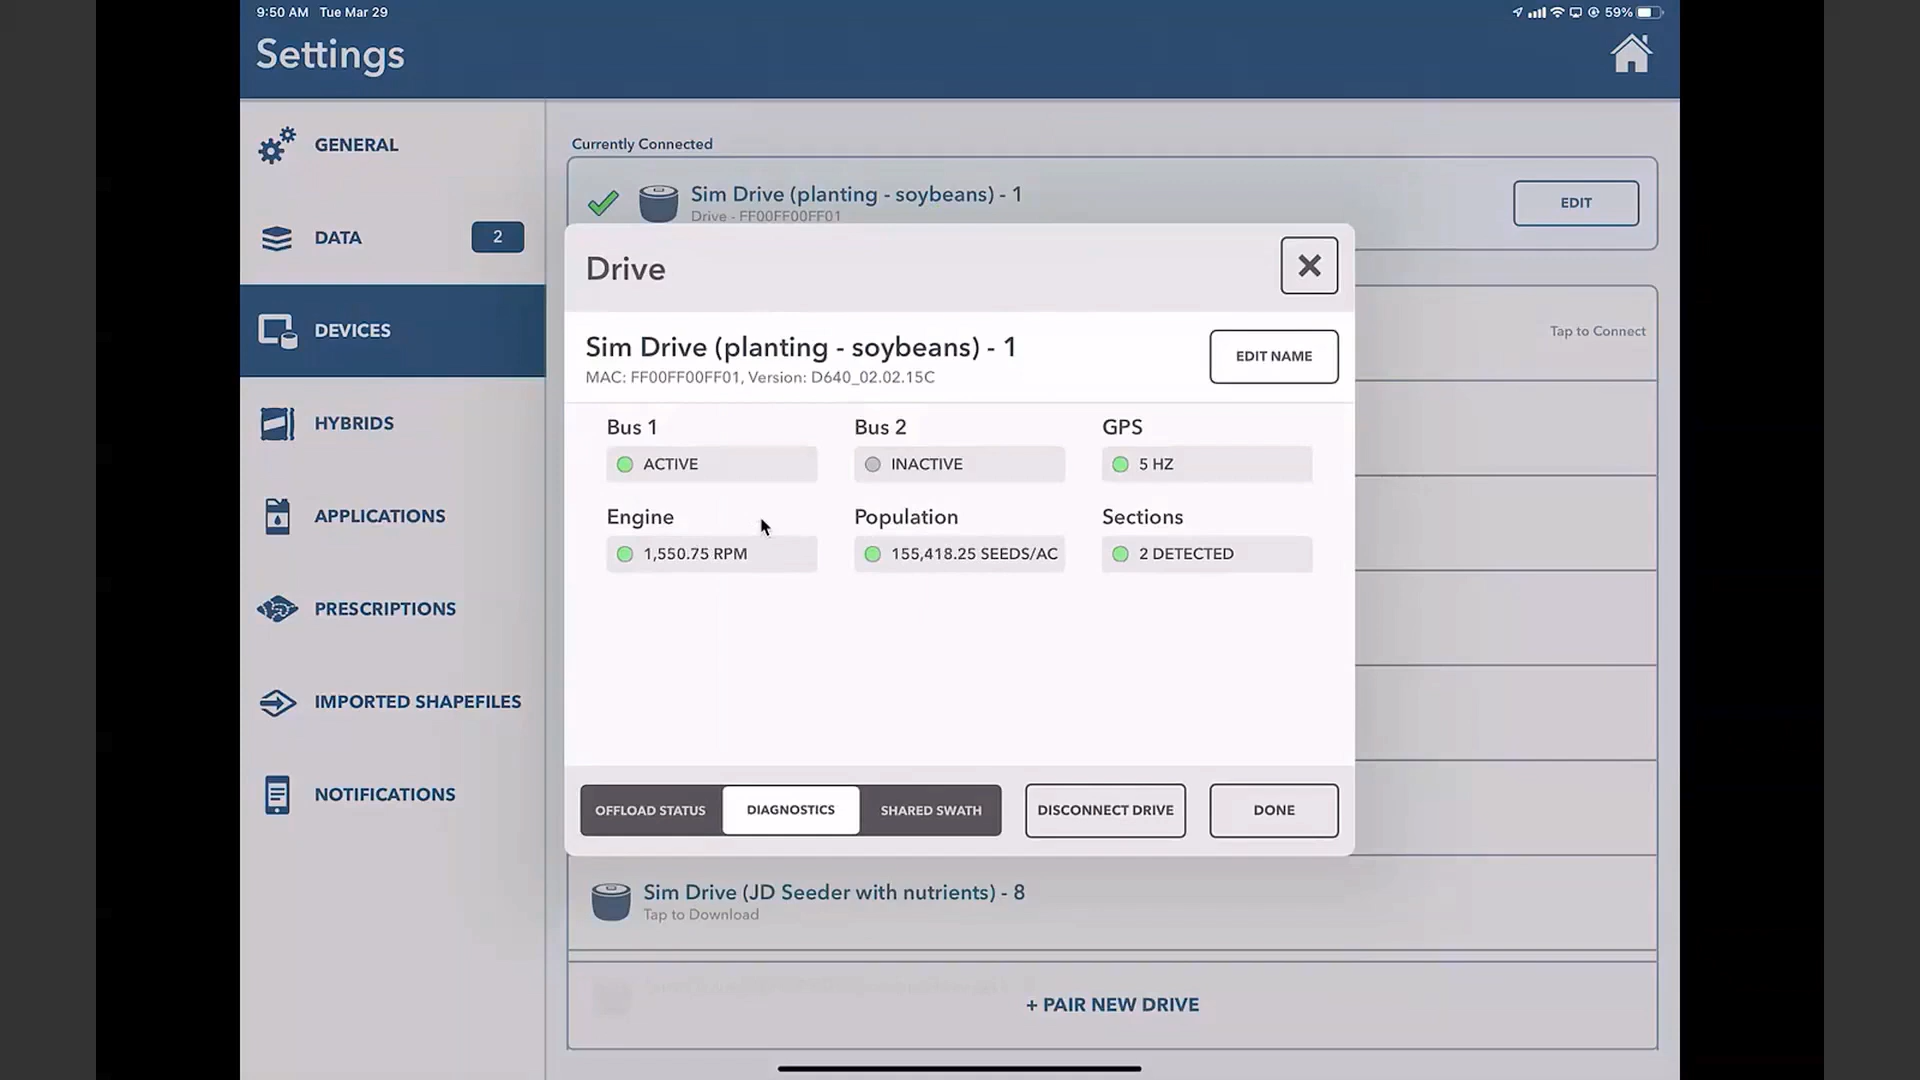 9:50 AM Tue Mar 29
59%
Settings
GENERAL
DATA
2
DEVICES
HYBRIDS
APPLICATIONS
PRESCRIPTIONS
IMPORTED SHAPEFILES
NOTIFICATIONS
Currently Connected
Sim Drive (planting - soybeans) - 1
Drive - FF00FF00FF01
EDIT
Tap to Connect
Drive
Sim Drive (planting - soybeans) - 1
EDIT NAME
MAC: FF00FF00FF01, Version: D640_02.02.15C
Bus 1
ACTIVE
Bus 2
INACTIVE
GPS
5 HZ
Engine
1,550.75 RPM
Population
155,418.25 SEEDS/AC
Sections
2 DETECTED
OFFLOAD STATUS
DIAGNOSTICS
SHARED SWATH
DISCONNECT DRIVE
DONE
Sim Drive (JD Seeder with nutrients) - 8
Tap to Download
+ PAIR NEW DRIVE